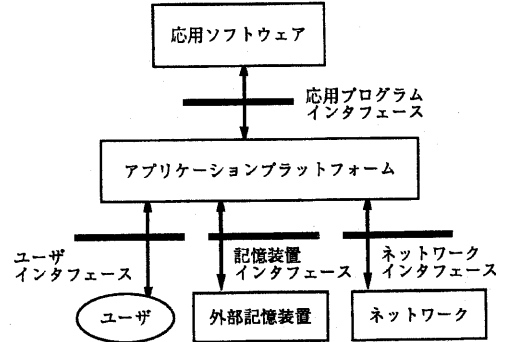 応用ソフトウェア
応用プログラム
インタフェース
アプリケーションプラットフォーム
ユーザ
インタフェース
記憶装置
インタフェース
ネットワーク
インタフェース
ユーザ
外部記憶装置
ネットワーク